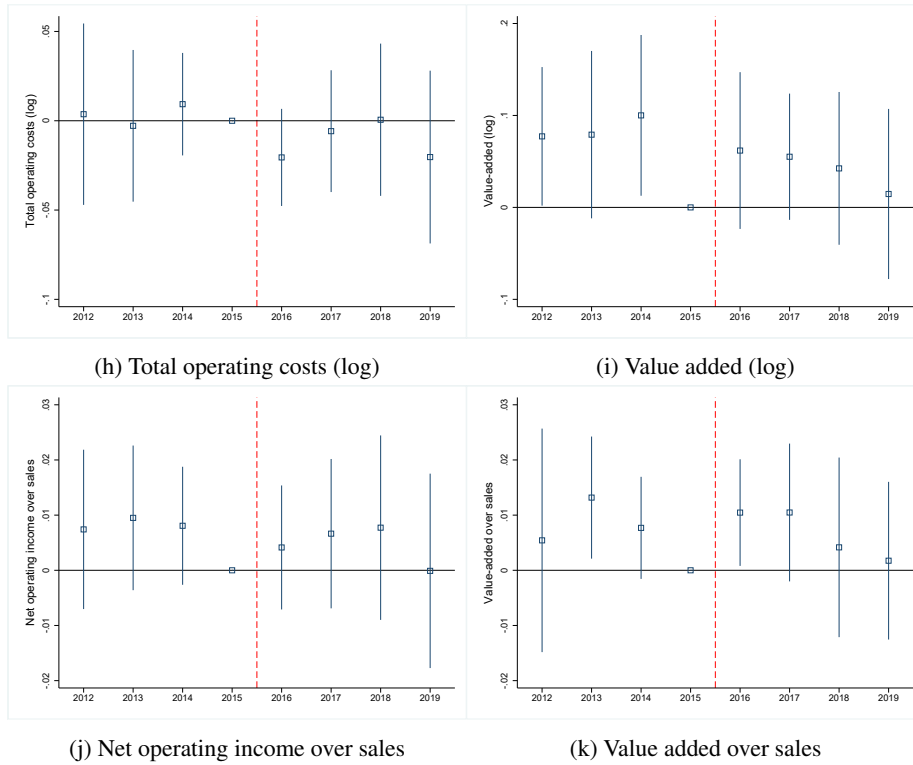 Total operating costs (log)
.05
0
-.05
-.1
2012 2013 2014 2015 2016 2017 2018 2019
(h) Total operating costs (log)
Value-added (log)
.2
.1
0
-.1
2012 2013 2014 2015 2016 2017 2018 2019
(i) Value added (log)
Net operating income over sales
.03
.02
.01
0
-.01
-.02
2012 2013 2014 2015 2016 2017 2018 2019
(j) Net operating income over sales
Value-added over sales
.03
.02
.01
0
-.01
-.02
2012 2013 2014 2015 2016 2017 2018 2019
(k) Value added over sales